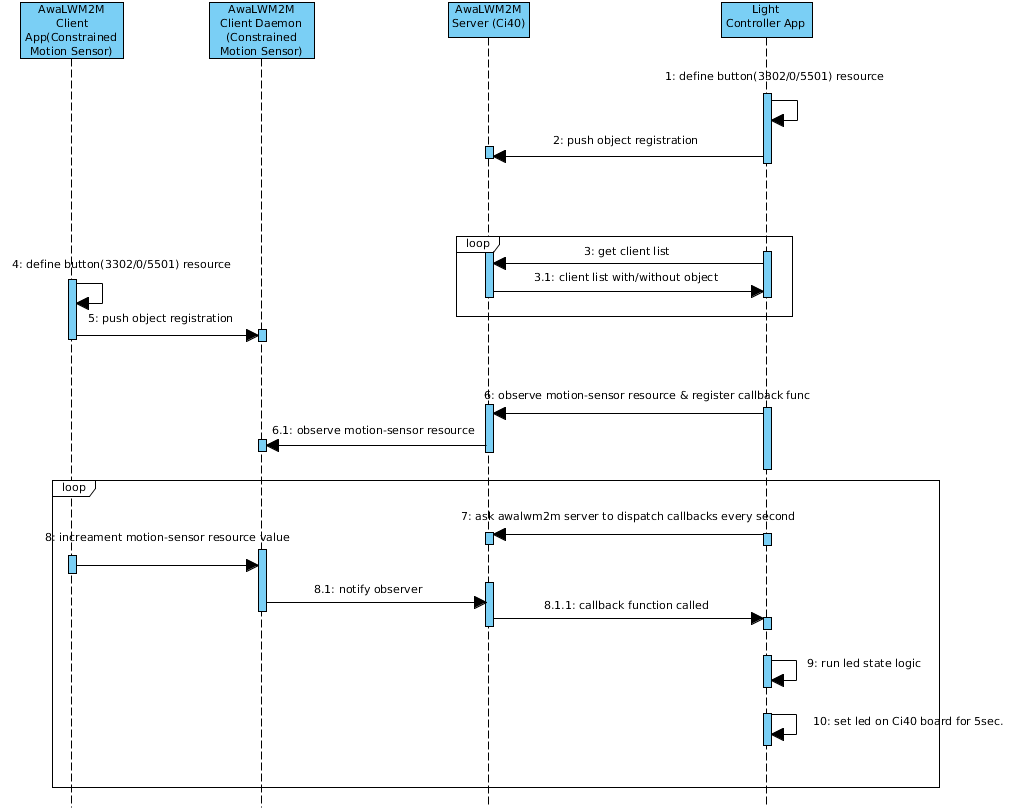 AwaLWM2M
Client
App(Constrained
Motion Sensor)
AwaLWM2M
Client Daemon
(Constrained
Motion Sensor)
AwaLWM2M
Server (Ci40)
Light
Controller App
1: define button(3302/0/5501) resource
2: push object registration
loop
3: get client list
3.1: client list with/without object
4: define button(3302/0/5501) resource
5: push object registration
6: observe motion-sensor resource & register callback func
6.1: observe motion-sensor resource
loop
7: ask awalwm2m server to dispatch callbacks every second
8: increament motion-sensor resource value
8.1: notify observer
8.1.1: callback function called
9: run led state logic
10: set led on Ci40 board for 5sec.